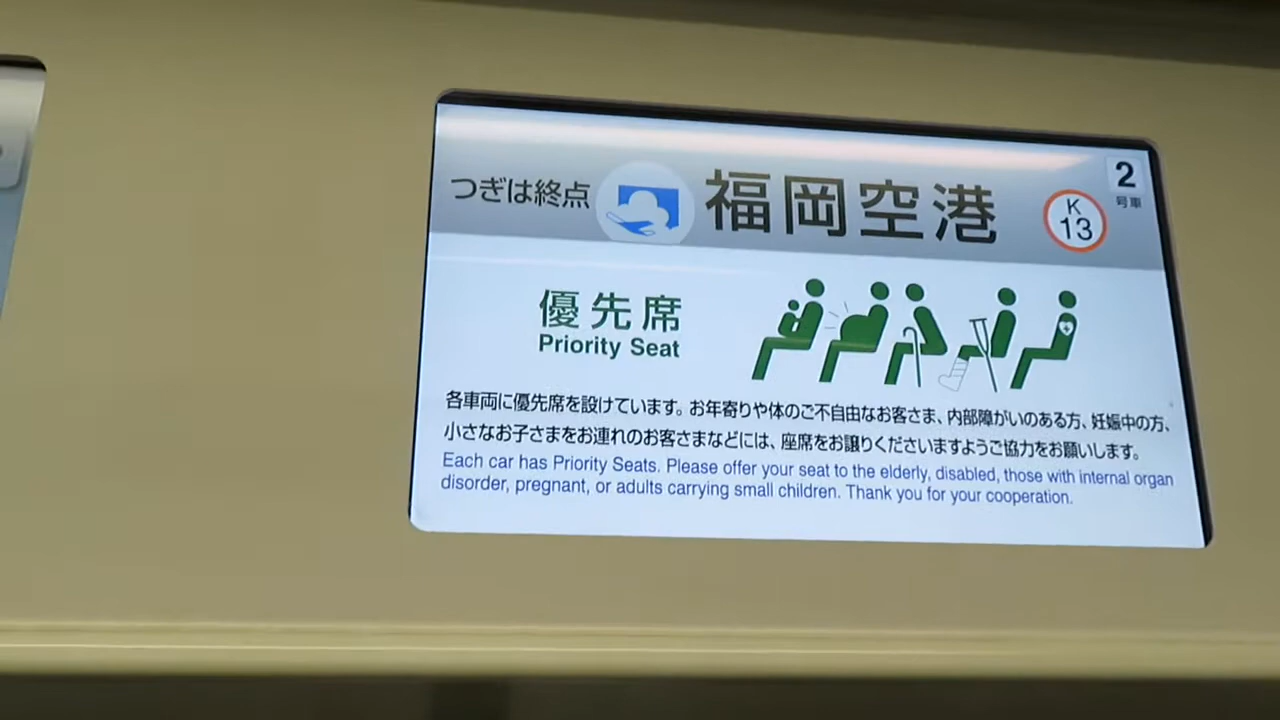 つぎは終点 福岡空港
K
13
2
号車
優先席
Priority Seat
各車両に優先席を設けています。お年寄りや体のご不自由なお客さま、内部障がいのある方、妊娠中の方、
小さなお子さまをお連れのお客さまなどには、座席をお譲りくださいますようご協力をお願いします。
Each car has Priority Seats. Please offer your seat to the elderly, disabled, those with internal organ
disorder, pregnant, or adults carrying small children. Thank you for your cooperation.